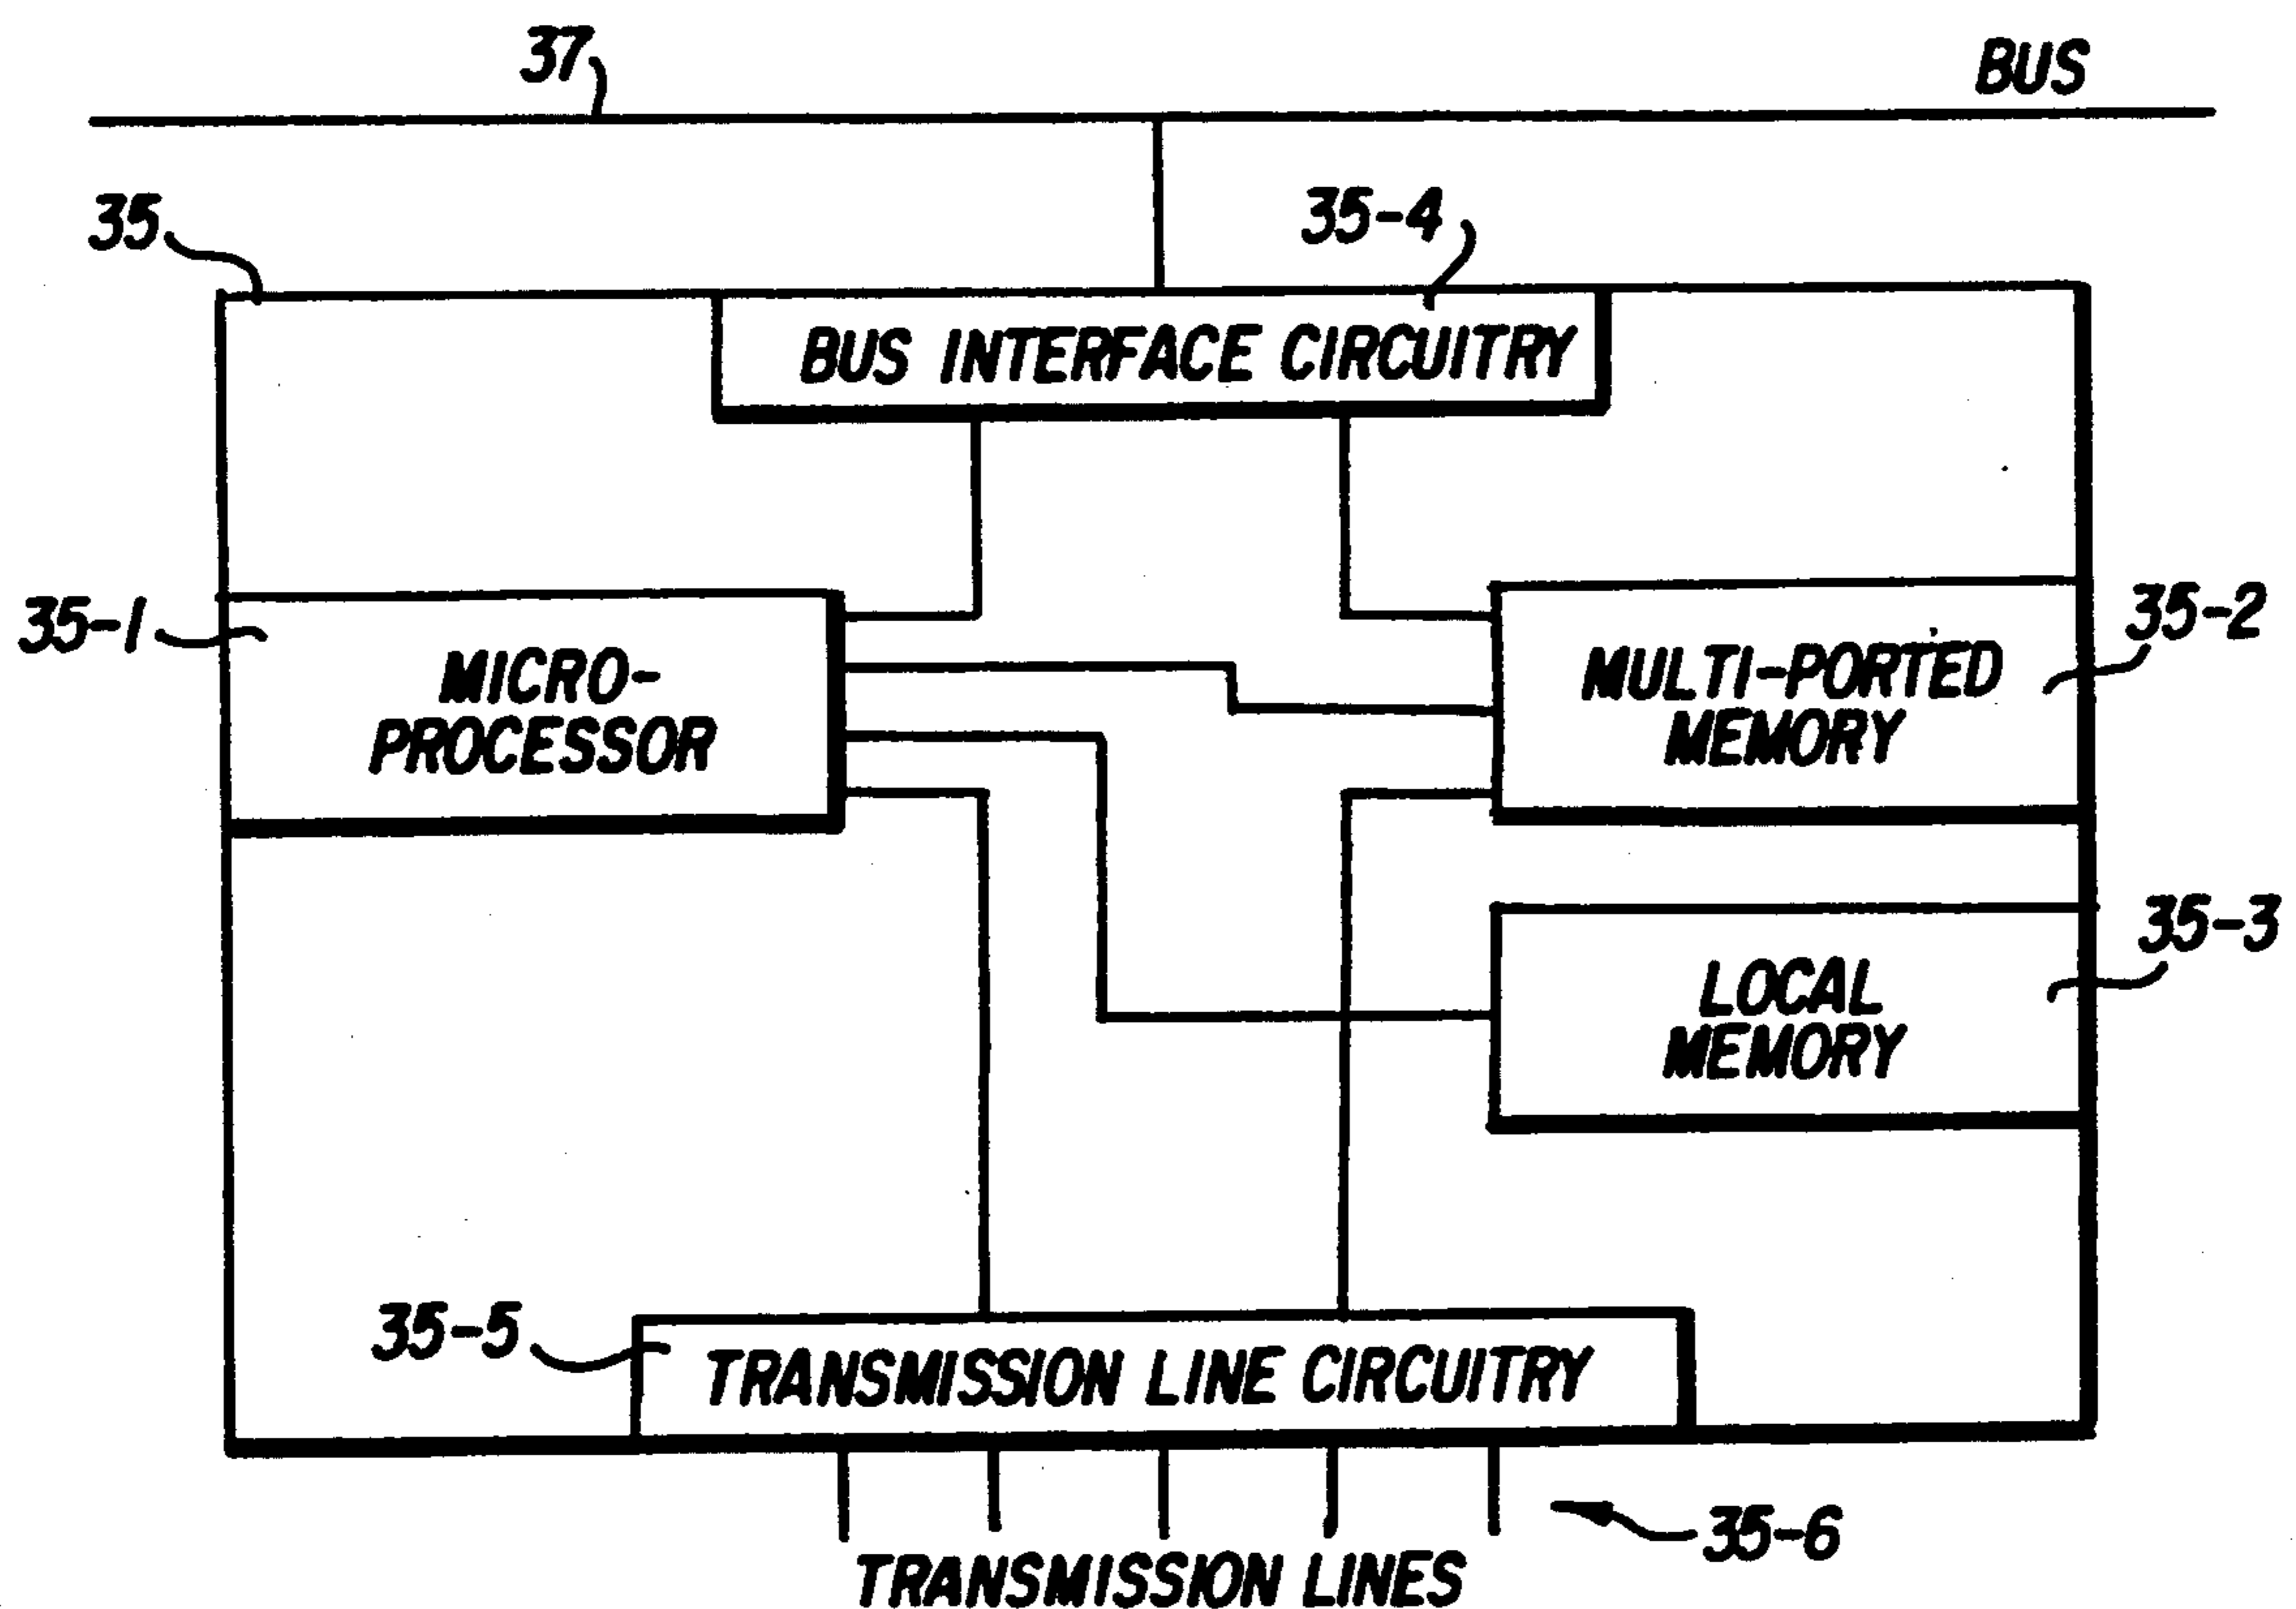 37
BUS
35
35-4
BUS INTERFACE CIRCUITRY
35-1
MICRO-
PROCESSOR
35-2
MULTI-PORTED
MEMORY
35-3
LOCAL
MEMORY
35-5
TRANSMISSION LINE CIRCUITRY
35-6
TRANSMISSION LINES